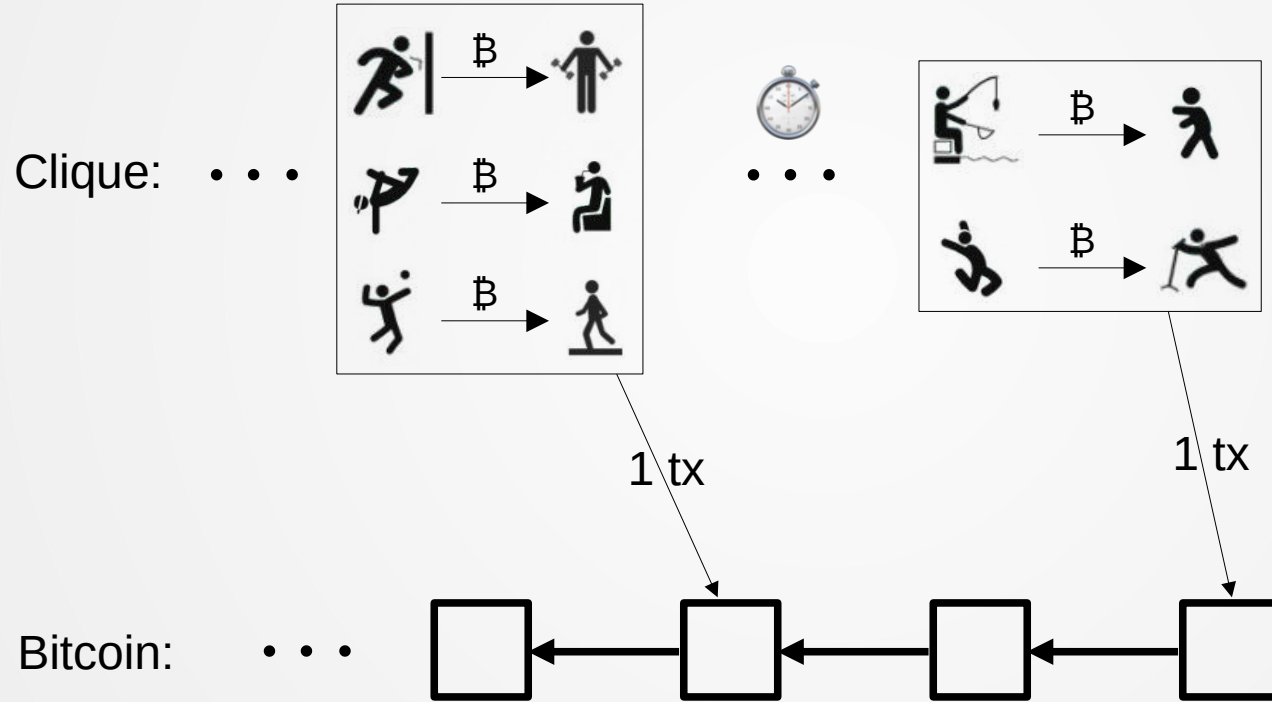 ₿
₿
Clique: • • • ₿ • • • ₿
₿ ₿
1 tx 1 tx
Bitcoin: • • •